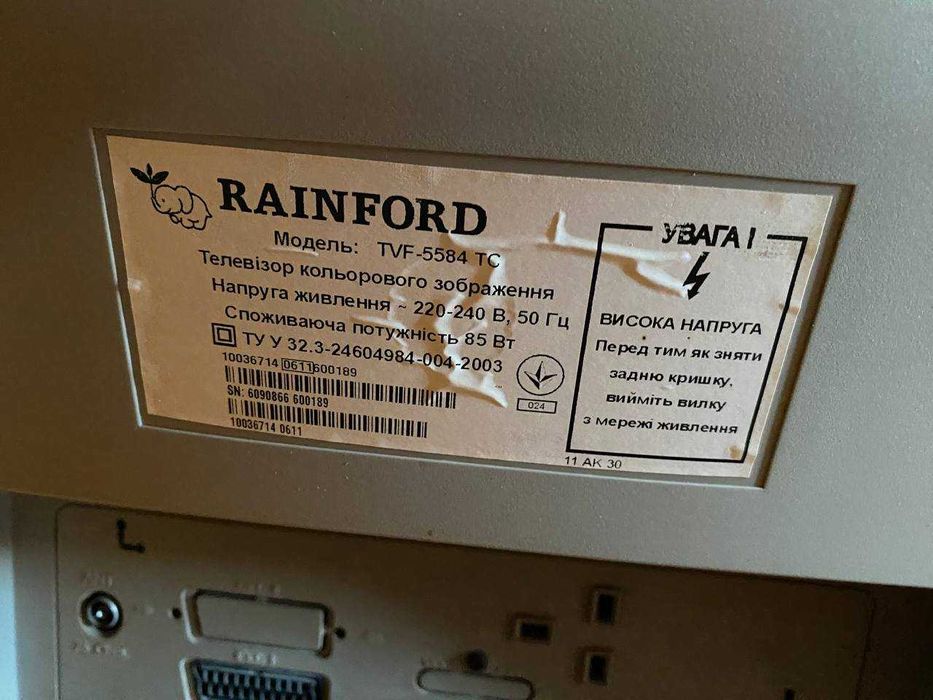 RAINFORD
Модель: TVF-5584 TC
Телевізор кольорового зображення
Напруга живлення ~ 220-240 В, 50 Гц
Споживаюча потужність 85 Вт
ТУ У 32.3-24604984-004-2003
10036714 0611 600189
SN: 6090866 600189
10036714 0611
024
УВАГА !
ВИСОКА НАПРУГА
Перед тим як зняти
задню кришку,
вийміть вилку
з мережі живлення
11 АК 30